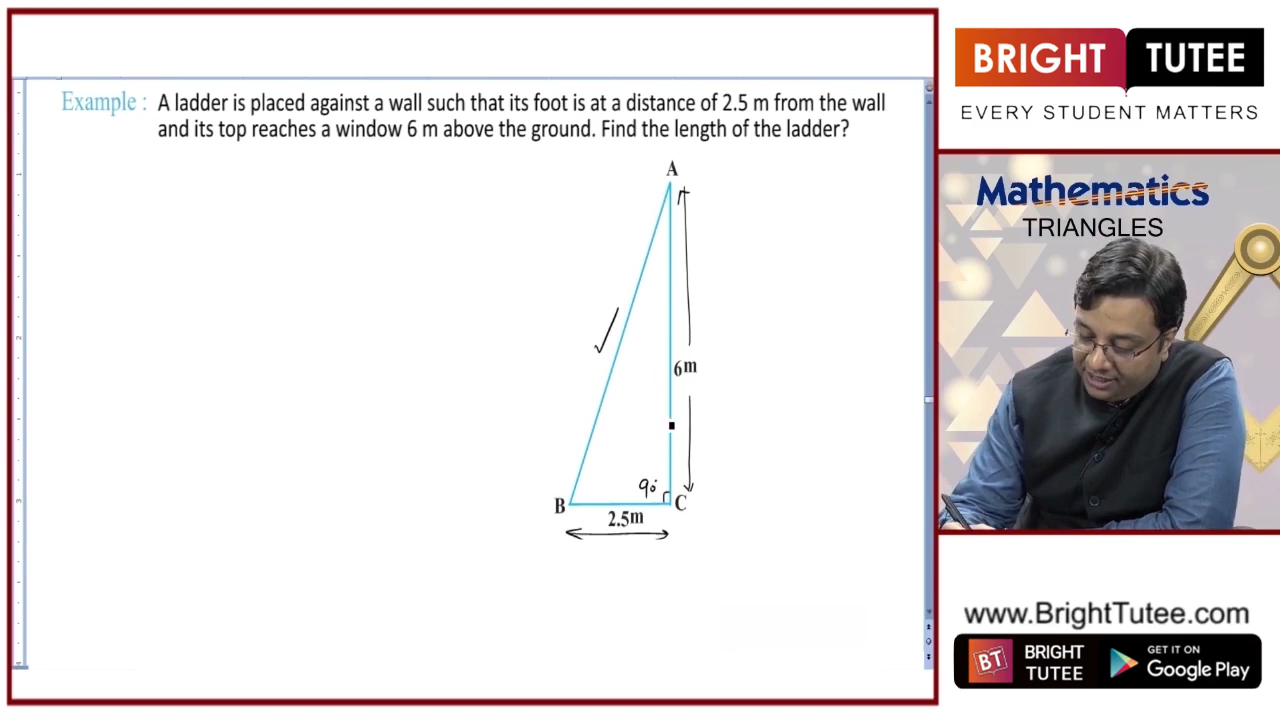 Example : A ladder is placed against a wall such that its foot is at a distance of 2.5 m from the wall
and its top reaches a window 6 m above the ground. Find the length of the ladder?
A
6m
90°
B
C
2.5m
BRIGHT TUTEE
EVERY STUDENT MATTERS
Mathematics
TRIANGLES
www.BrightTutee.com
BT
BRIGHT
TUTEE
GET IT ON
Google Play